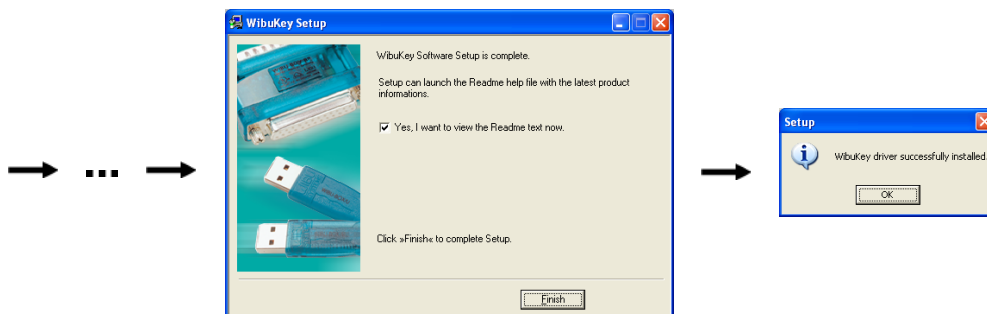 WibuKey Setup
WibuKey Software Setup is complete.
Setup can launch the Readme help file with the latest product
informations.
Yes, I want to view the Readme text now.
Click »Finish« to complete Setup.
Finish
Setup
WibuKey driver successfully installed.
OK